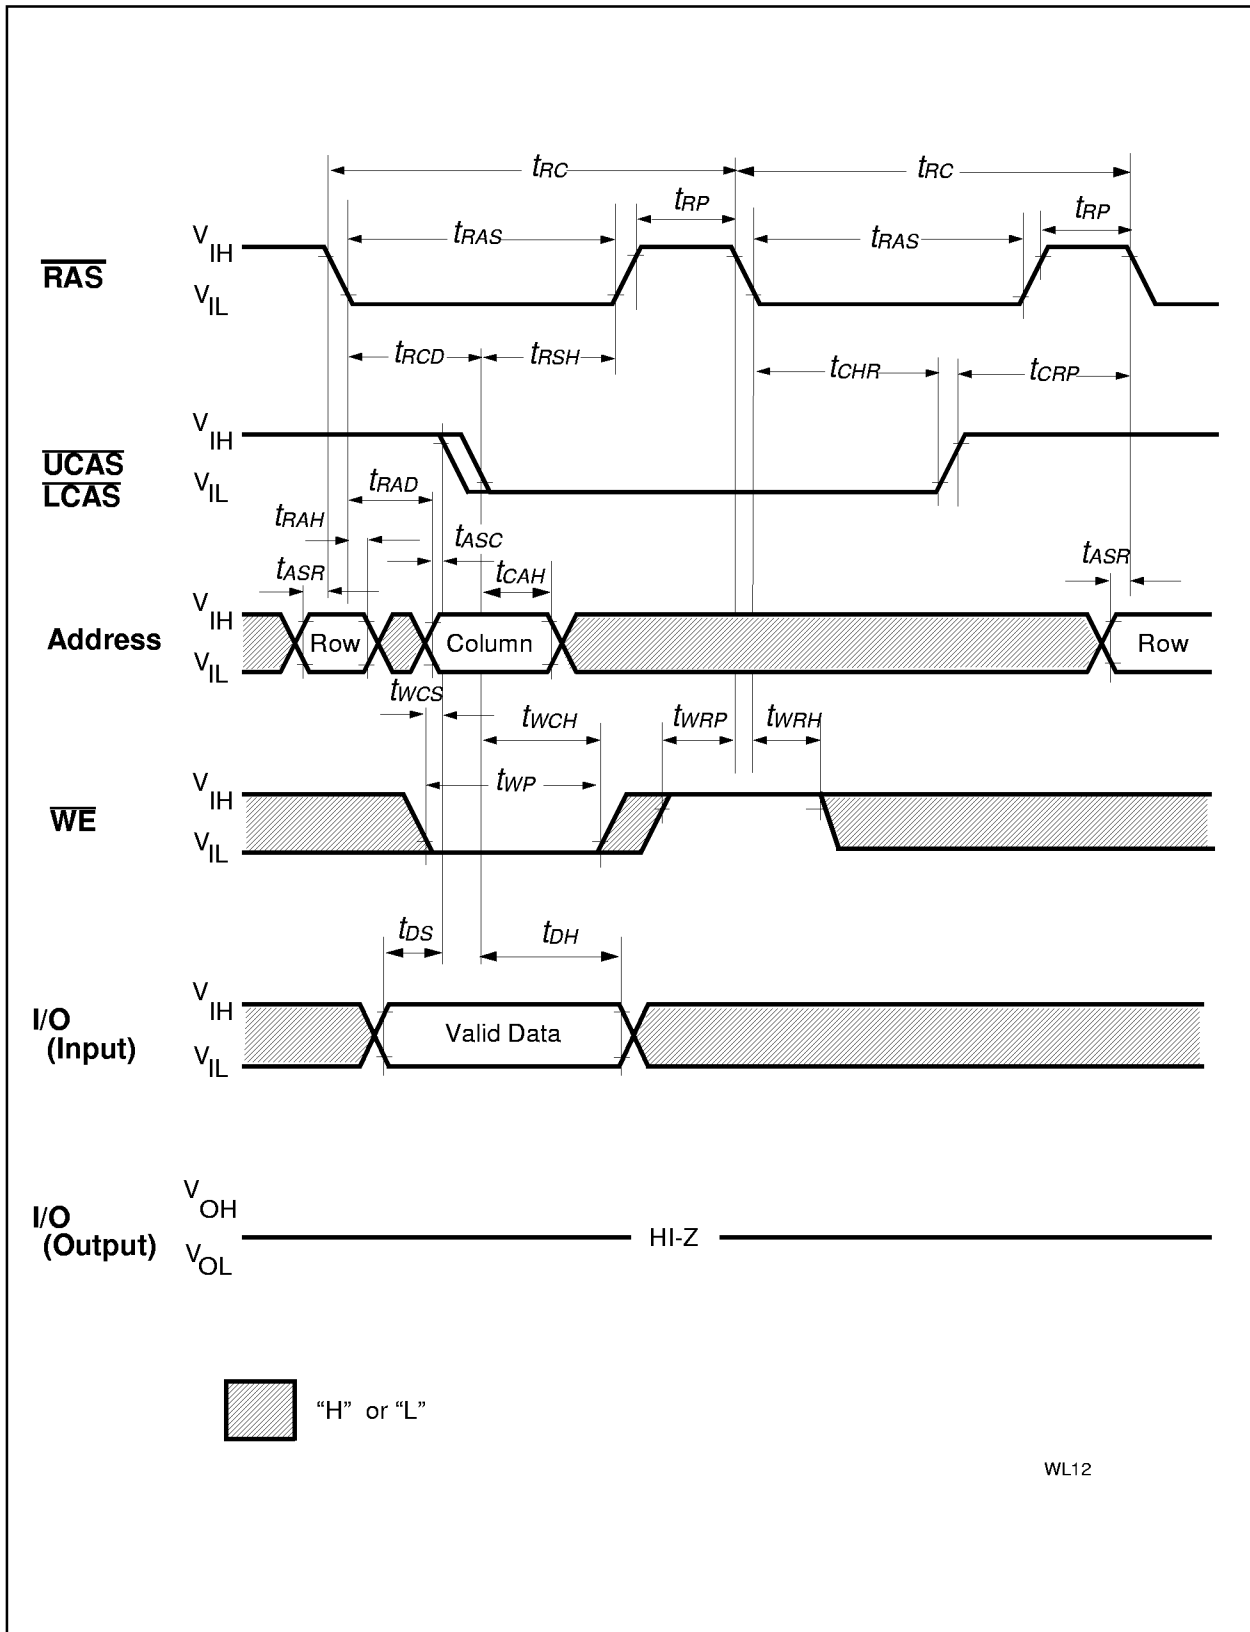 tRC tRC
tRP tRP
tRAS tRAS
VIH
RAS
VIL
tRCD tRSH
tCHR tCRP
VIH
UCAS
LCAS
VIL
tRAD
tRAH
tASC
tASR tCAH tASR
VIH
Address Row Column Row
VIL
tWCS
tWCH tWRP tWRH
tWP
VIH
WE
VIL
tDS tDH
VIH
I/O
(Input) Valid Data
VIL
VOH
I/O
(Output) HI-Z
VOL
“H” or “L”
WL12